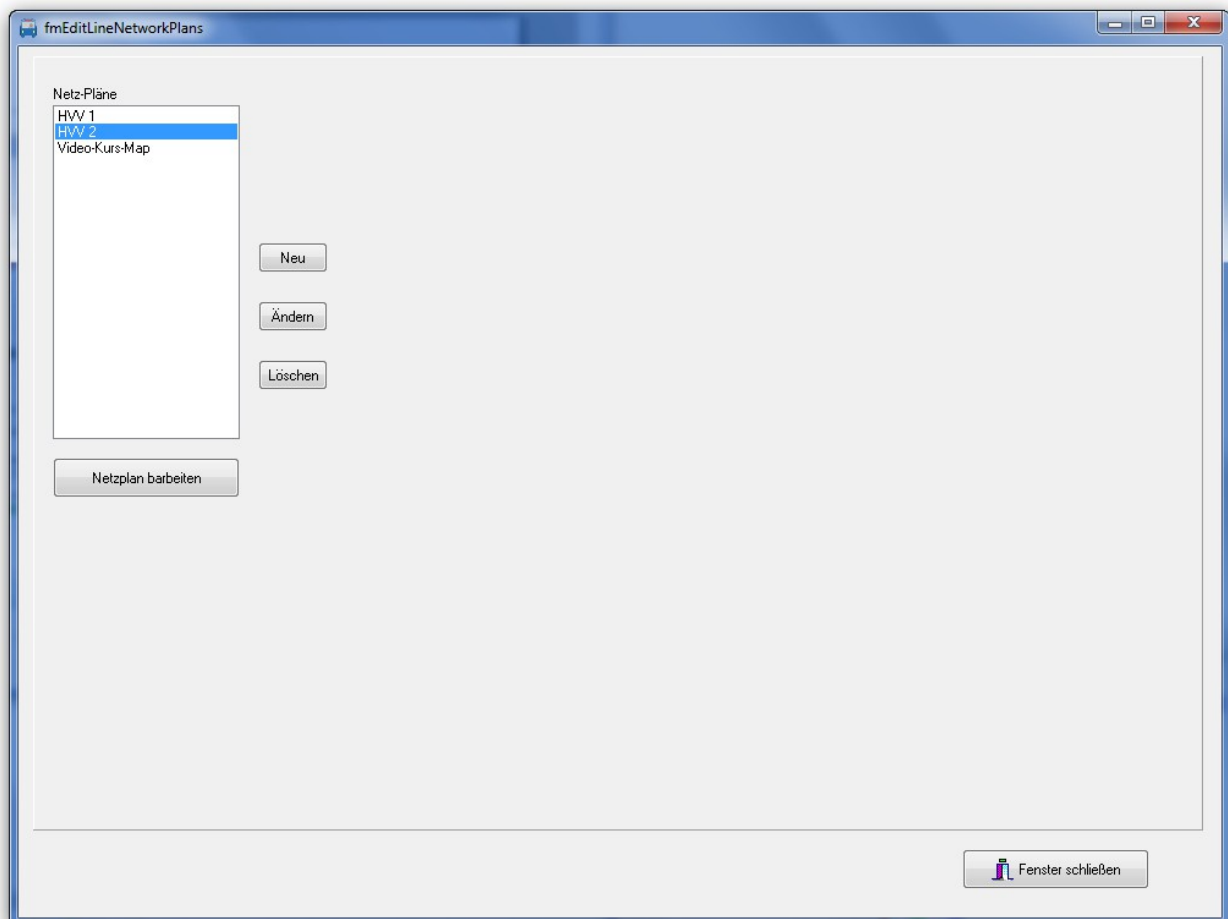 fmEditLineNetworkPlans
Netz-Pläne
HVV 1
HVV 2
Video-Kurs-Map
Neu
Ändern
Löschen
Netzplan barbeiten
Fenster schließen